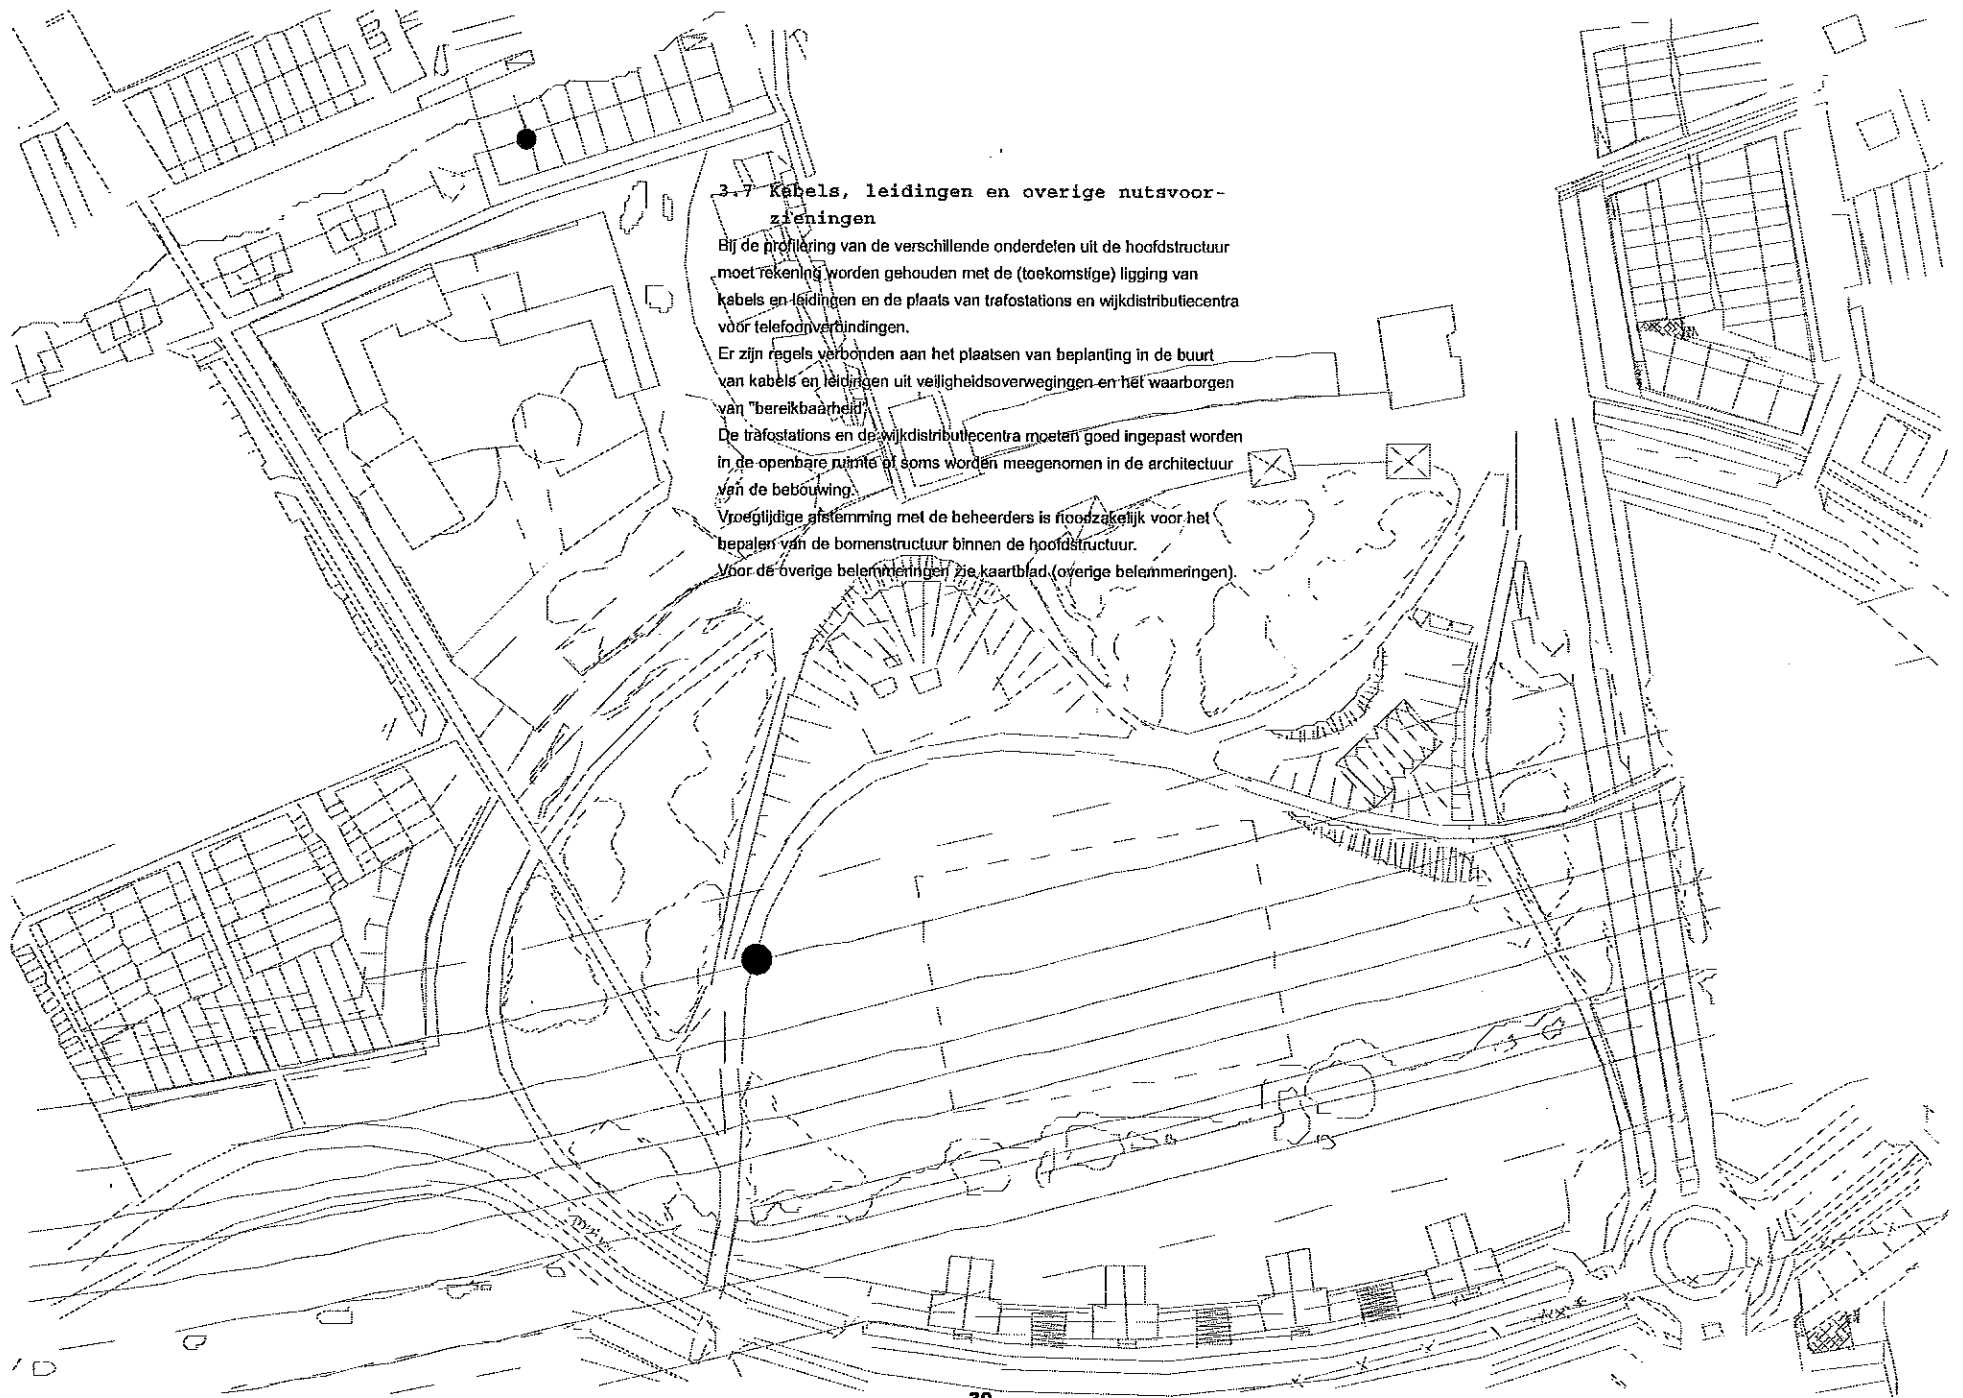 3.7 Kabels, leidingen en overige nutsvoor-
zieningen
Bij de profilering van de verschillende onderdelen uit de hoofdstructuur
moet rekening worden gehouden met de (toekomstige) ligging van
kabels en leidingen en de plaats van trafostations en wijkdistributiecentra
voor telefoonverbindingen.
Er zijn regels verbonden aan het plaatsen van beplanting in de buurt
van kabels en leidingen uit veiligheidsoverwegingen en het waarborgen
van "bereikbaarheid".
De trafostations en de wijkdistributiecentra moeten goed ingepast worden
in de openbare ruimte of soms worden meegenomen in de architectuur
van de bebouwing.
Vroegtijdige afstemming met de beheerders is noodzakelijk voor het
bepalen van de bomenstructuur binnen de hoofdstructuur.
Voor de overige belemmeringen zie kaartblad (overige belemmeringen).